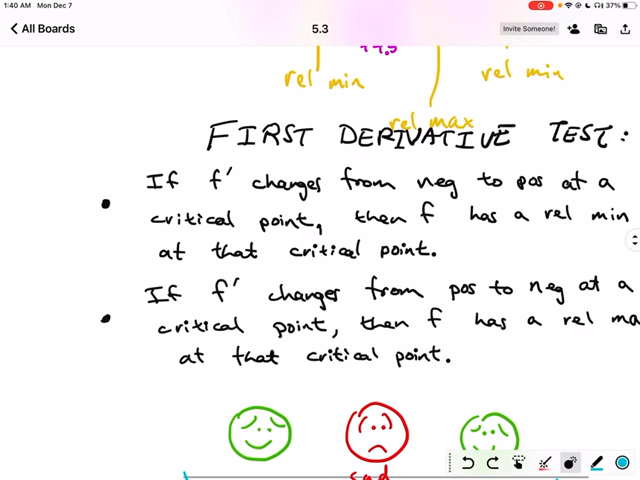 1:40 AM Mon Dec 7
37%
All Boards
5.3
Invite Someone!
rel min
rel max
rel min
FIRST DERIVATIVE TEST:
If f' changes from neg to pos at a
critical point, then f has a rel min
at that critical point.
If f' changes from pos to neg at a
critical point, then f has a rel ma
at that critical point.
sad